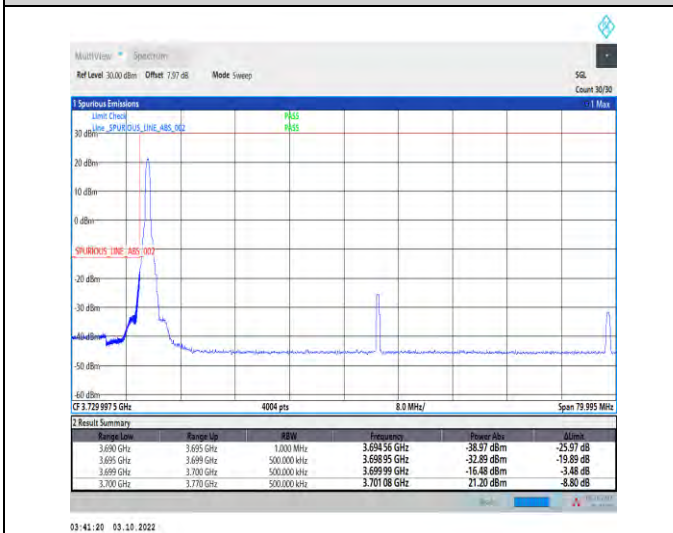 MultiView Spectrum
Ref Level 30.00 dBm Offset 7.97 dB Mode Sweep SGL
Count 30/30
1 Spurious Emissions 1 Max
Limit Check PASS
Line _SPURIOUS_LINE_ABS_002 PASS
30 dBm
20 dBm
10 dBm
0 dBm
_SPURIOUS_LINE_ABS_002
-20 dBm
-30 dBm
-40 dBm
-50 dBm
-60 dBm
CF 3.729 997 5 GHz 4004 pts 8.0 MHz/ Span 79.995 MHz
2 Result Summary
Range Low Range Up RBW Frequency Power Abs ΔLimit
3.690 GHz 3.695 GHz 1.000 MHz 3.694 56 GHz -38.97 dBm -25.97 dB
3.695 GHz 3.699 GHz 500.000 kHz 3.698 95 GHz -32.89 dBm -19.89 dB
3.699 GHz 3.700 GHz 500.000 kHz 3.699 99 GHz -16.48 dBm -3.48 dB
3.700 GHz 3.770 GHz 500.000 kHz 3.701 08 GHz 21.20 dBm -8.80 dB
03:41:20 03.10.2022